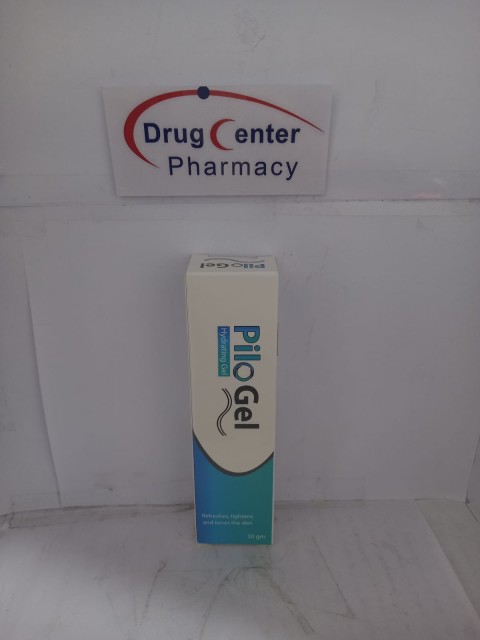 Drug Center
Pharmacy
PiloGel
PiloGel
Hydrating Gel
Refreshes, tightens
and tones the skin
50 gm